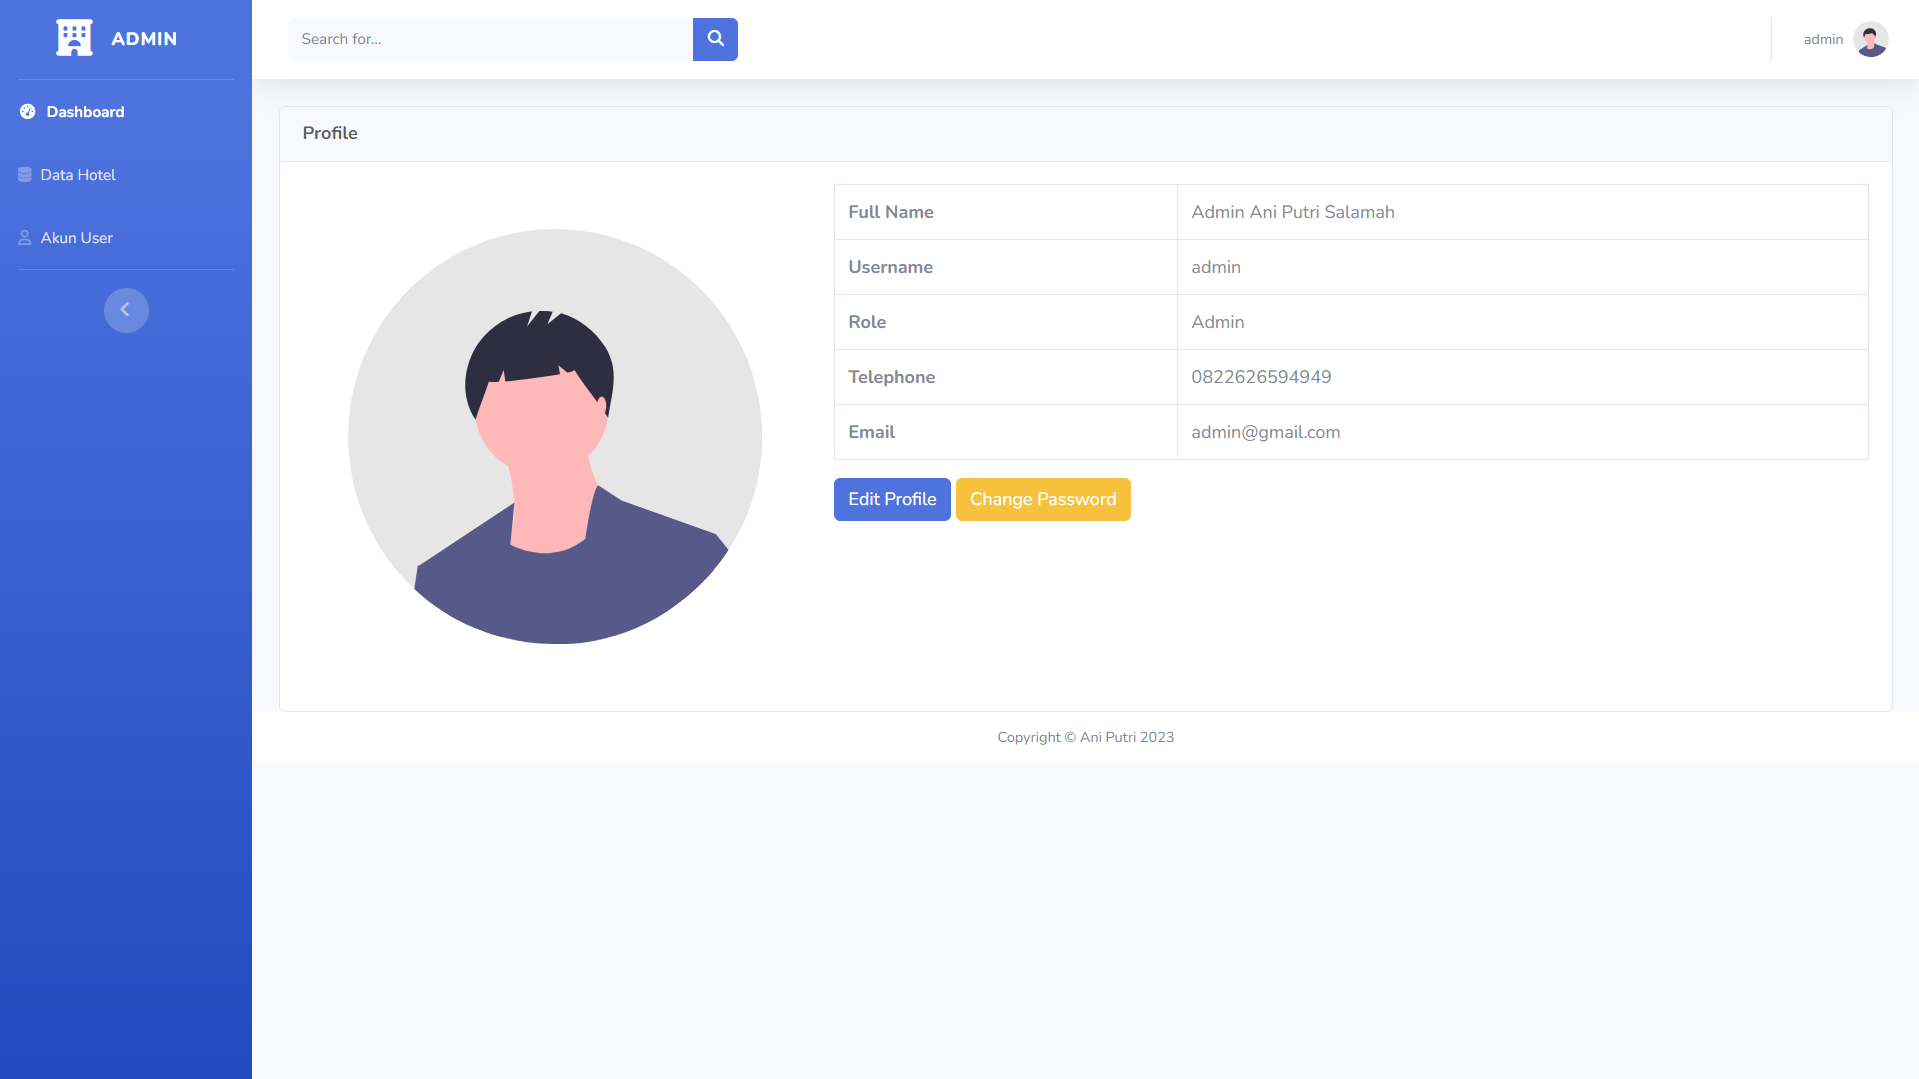 ADMIN
Search for...
admin
Dashboard
Data Hotel
Akun User
Profile
Full Name Admin Ani Putri Salamah
Username admin
Role Admin
Telephone 0822626594949
Email admin@gmail.com
Edit Profile Change Password
Copyright © Ani Putri 2023